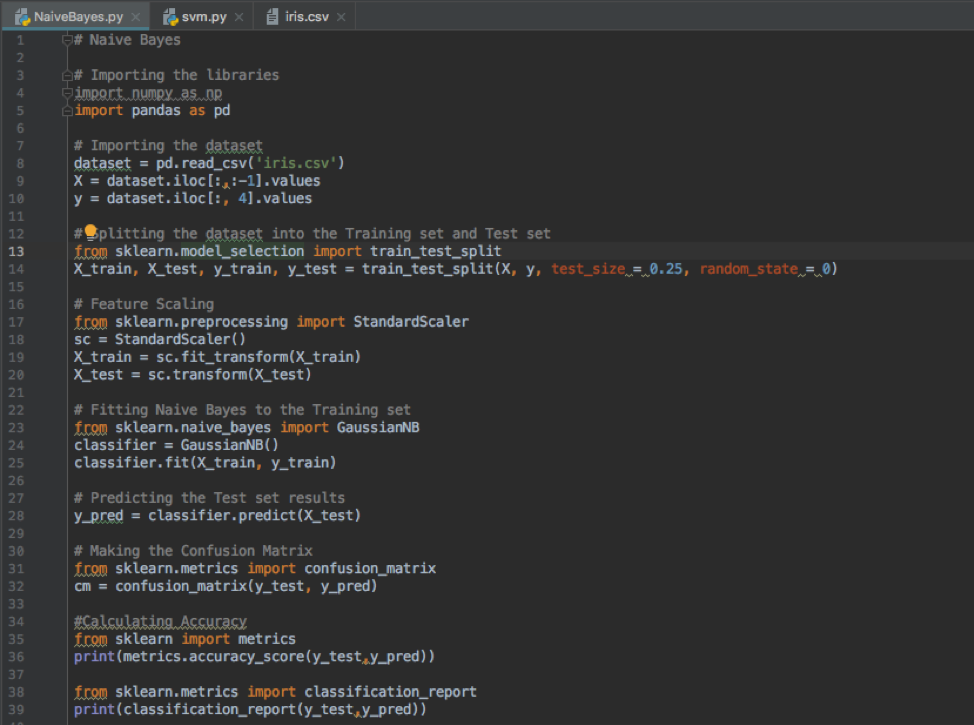 NaiveBayes.py svm.py iris.csv
1 # Naive Bayes
2
3 # Importing the libraries
4 import numpy as np
5 import pandas as pd
6
7 # Importing the dataset
8 dataset = pd.read_csv('iris.csv')
9 X = dataset.iloc[:,:-1].values
10 y = dataset.iloc[:, 4].values
11
12 # Splitting the dataset into the Training set and Test set
13 from sklearn.model_selection import train_test_split
14 X_train, X_test, y_train, y_test = train_test_split(X, y, test_size = 0.25, random_state = 0)
15
16 # Feature Scaling
17 from sklearn.preprocessing import StandardScaler
18 sc = StandardScaler()
19 X_train = sc.fit_transform(X_train)
20 X_test = sc.transform(X_test)
21
22 # Fitting Naive Bayes to the Training set
23 from sklearn.naive_bayes import GaussianNB
24 classifier = GaussianNB()
25 classifier.fit(X_train, y_train)
26
27 # Predicting the Test set results
28 y_pred = classifier.predict(X_test)
29
30 # Making the Confusion Matrix
31 from sklearn.metrics import confusion_matrix
32 cm = confusion_matrix(y_test, y_pred)
33
34 #Calculating Accuracy
35 from sklearn import metrics
36 print(metrics.accuracy_score(y_test,y_pred))
37
38 from sklearn.metrics import classification_report
39 print(classification_report(y_test,y_pred))